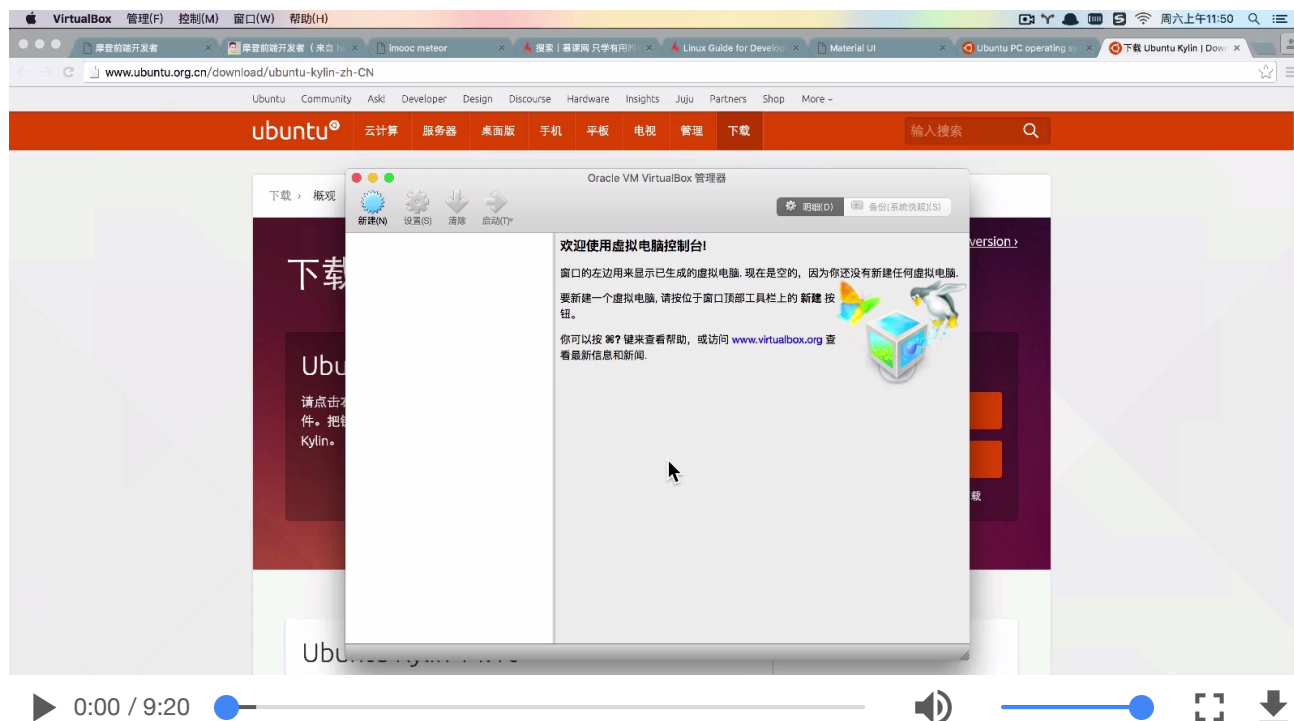 VirtualBox 管理(F) 控制(M) 窗口(W) 帮助(H) 周六上午11:50
摩登前端开发者 摩登前端开发者（来自 imooc meteor 搜索 | 慕课网 只学有用的 Linux Guide for Develop Material UI Ubuntu PC operating sy 下载 Ubuntu Kylin | Down
www.ubuntu.org.cn/download/ubuntu-kylin-zh-CN
Ubuntu Community Ask! Developer Design Discourse Hardware Insights Juju Partners Shop More
ubuntu 云计算 服务器 桌面版 手机 平板 电视 管理 下载 输入搜索
下载 › 概观
Oracle VM VirtualBox 管理器
新建(N) 设置(S) 清除 启动(T) 明细(D) 备份[系统快照](S)
version ›
下载
欢迎使用虚拟电脑控制台!
窗口的左边用来显示已生成的虚拟电脑. 现在是空的，因为你还没有新建任何虚拟电脑.
要新建一个虚拟电脑, 请按位于窗口顶部工具栏上的 新建 按
钮。
你可以按 ⌘? 键来查看帮助，或访问 www.virtualbox.org 查
看最新信息和新闻.
Ubu
请点击
件。把
Kylin。
载
Ubu
0:00 / 9:20